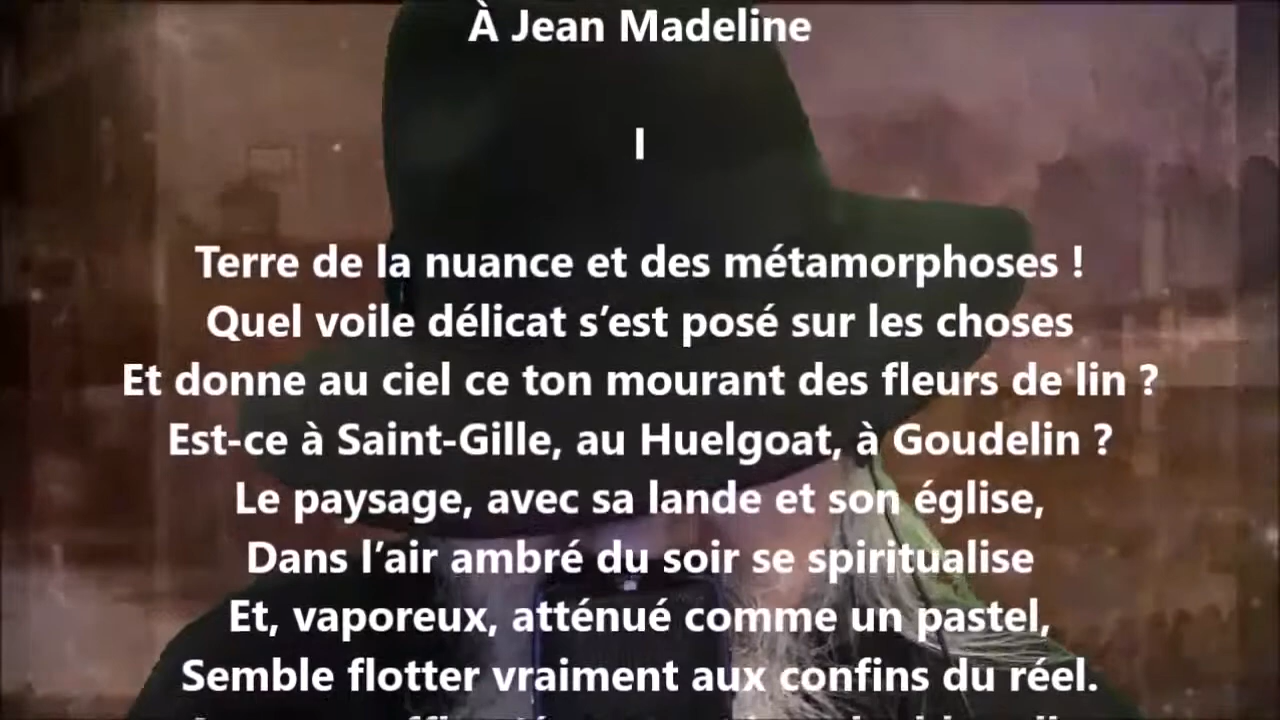 À Jean Madeline
I
Terre de la nuance et des métamorphoses !
Quel voile délicat s’est posé sur les choses
Et donne au ciel ce ton mourant des fleurs de lin ?
Est-ce à Saint-Gille, au Huelgoat, à Goudelin ?
Le paysage, avec sa lande et son église,
Dans l’air ambré du soir se spiritualise
Et, vaporeux, atténué comme un pastel,
Semble flotter vraiment aux confins du réel.